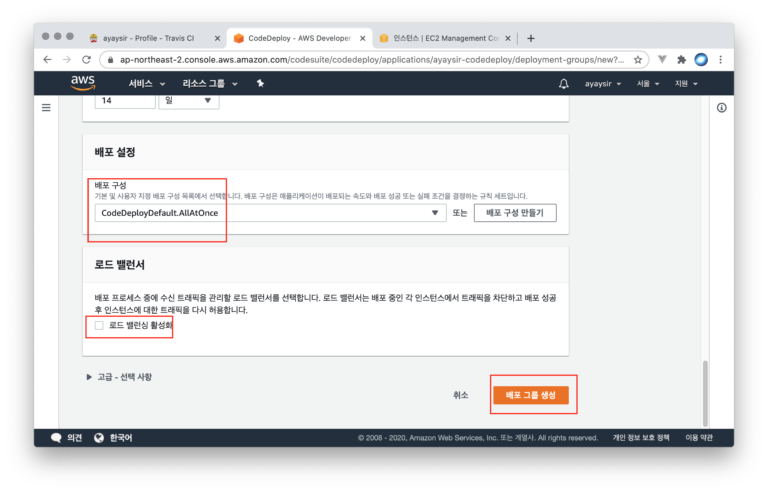 ayaysir - Profile - Travis CI
CodeDeploy - AWS Developer
인스턴스 | EC2 Management Co
ap-northeast-2.console.aws.amazon.com/codesuite/codedeploy/applications/ayaysir-codedeploy/deployment-groups/new?...
aws
서비스
리소스 그룹
ayaysir
서울
지원
14
일
배포 설정
배포 구성
기본 및 사용자 지정 배포 구성 목록에서 선택합니다. 배포 구성은 애플리케이션이 배포되는 속도와 배포 성공 또는 실패 조건을 결정하는 규칙 세트입니다.
CodeDeployDefault.AllAtOnce
또는
배포 구성 만들기
로드 밸런서
배포 프로세스 중에 수신 트래픽을 관리할 로드 밸런서를 선택합니다. 로드 밸런서는 배포 중인 각 인스턴스에서 트래픽을 차단하고 배포 성공
후 인스턴스에 대한 트래픽을 다시 허용합니다.
로드 밸런싱 활성화
고급 - 선택 사항
취소
배포 그룹 생성
의견
한국어
© 2008 - 2020, Amazon Web Services, Inc. 또는 계열사. All rights reserved.
개인 정보 보호 정책
이용 약관